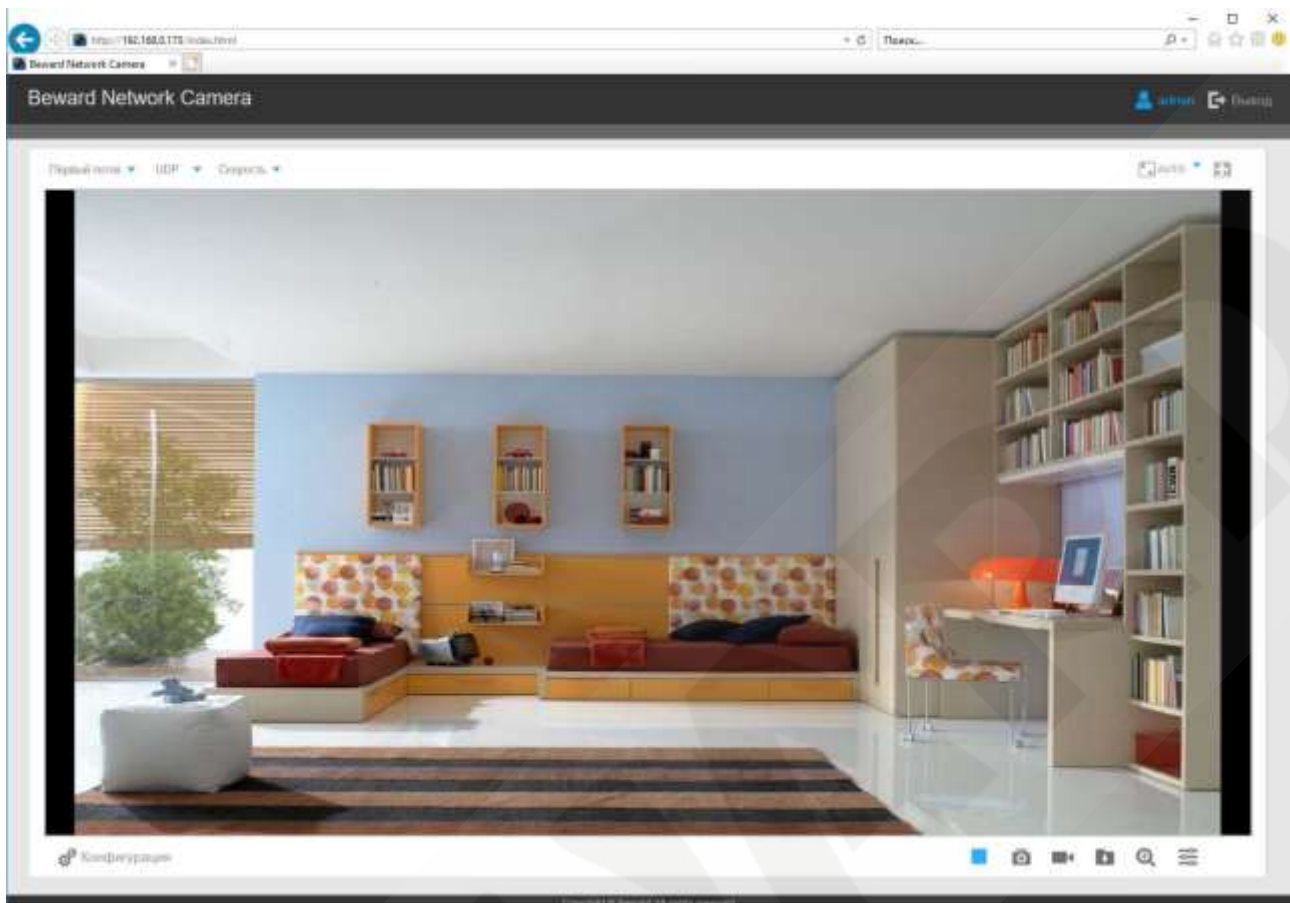 http://192.168.0.175/index.html
Поиск...
Beward Network Camera
Beward Network Camera
admin
Выход
Первый поток
UDP
Скорость
АУТО
Конфигурация